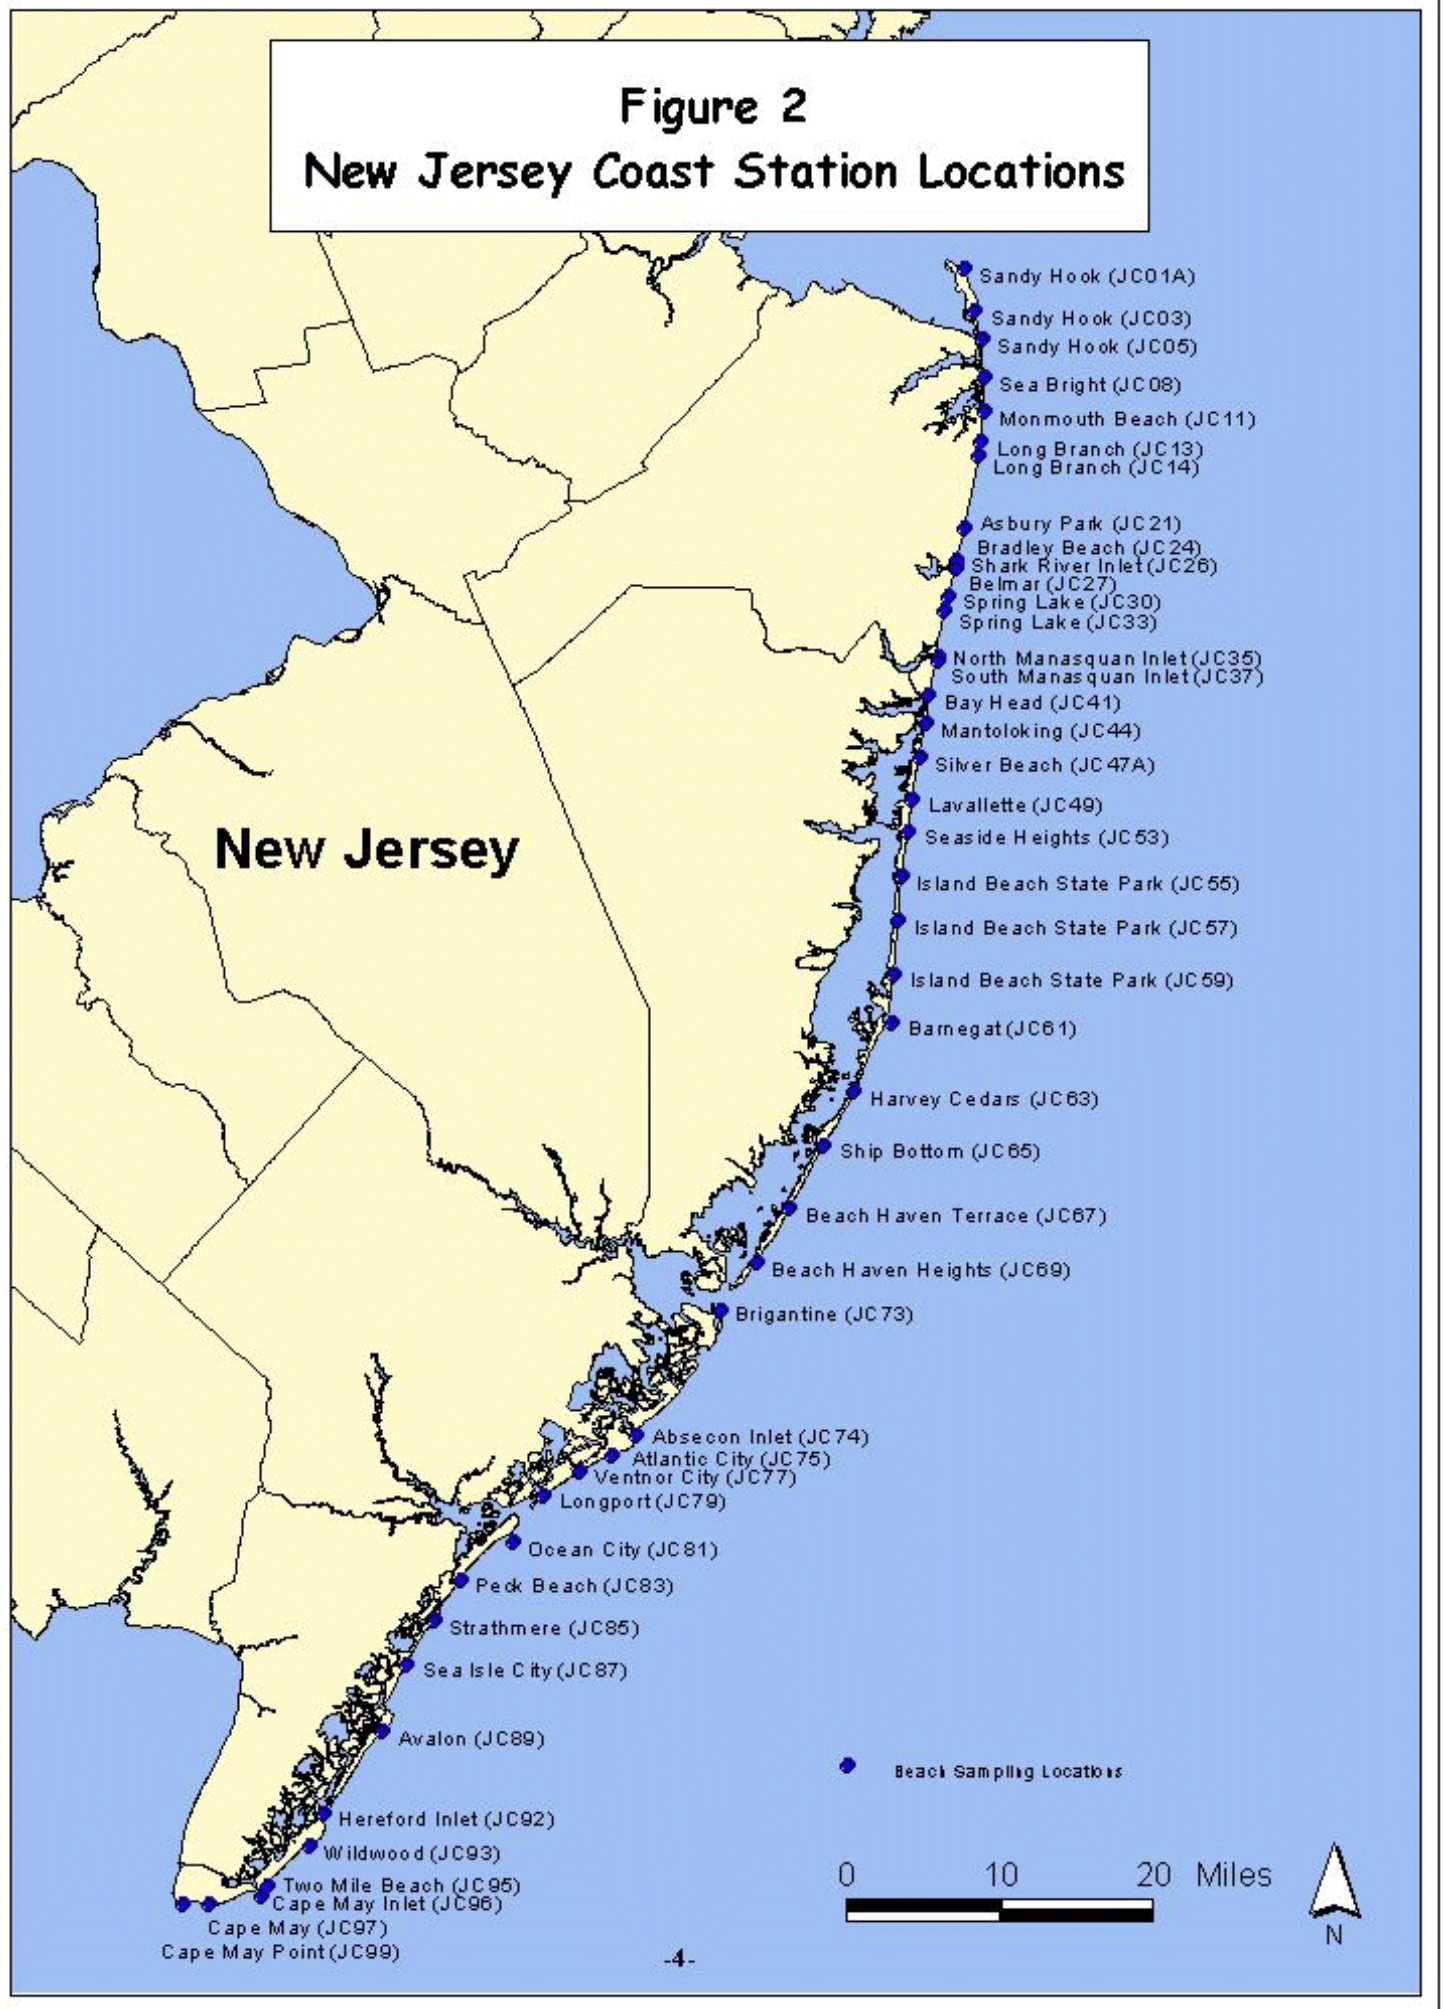 Figure 2
New Jersey Coast Station Locations
Sandy Hook (JC01A)
Sandy Hook (JC03)
Sandy Hook (JC05)
Sea Bright (JC08)
Monmouth Beach (JC11)
Long Branch (JC13)
Long Branch (JC14)
Asbury Park (JC21)
Bradley Beach (JC24)
Shark River Inlet (JC26)
Belmar (JC27)
Spring Lake (JC30)
Spring Lake (JC33)
North Manasquan Inlet (JC35)
South Manasquan Inlet (JC37)
Bay Head (JC41)
Mantoloking (JC44)
Silver Beach (JC47A)
Lavallette (JC49)
Seaside Heights (JC53)
New Jersey
Island Beach State Park (JC55)
Island Beach State Park (JC57)
Island Beach State Park (JC59)
Barnegat (JC61)
Harvey Cedars (JC63)
Ship Bottom (JC65)
Beach Haven Terrace (JC67)
Beach Haven Heights (JC69)
Brigantine (JC73)
Absecon Inlet (JC74)
Atlantic City (JC75)
Ventnor City (JC77)
Longport (JC79)
Ocean City (JC81)
Peck Beach (JC83)
Strathmere (JC85)
Sea Isle City (JC87)
Avalon (JC89)
Beach Sampling Locations
Hereford Inlet (JC92)
Wildwood (JC93)
Two Mile Beach (JC95)
Cape May Inlet (JC96)
Cape May (JC97)
Cape May Point (JC99)
0 10 20 Miles
N
-4-